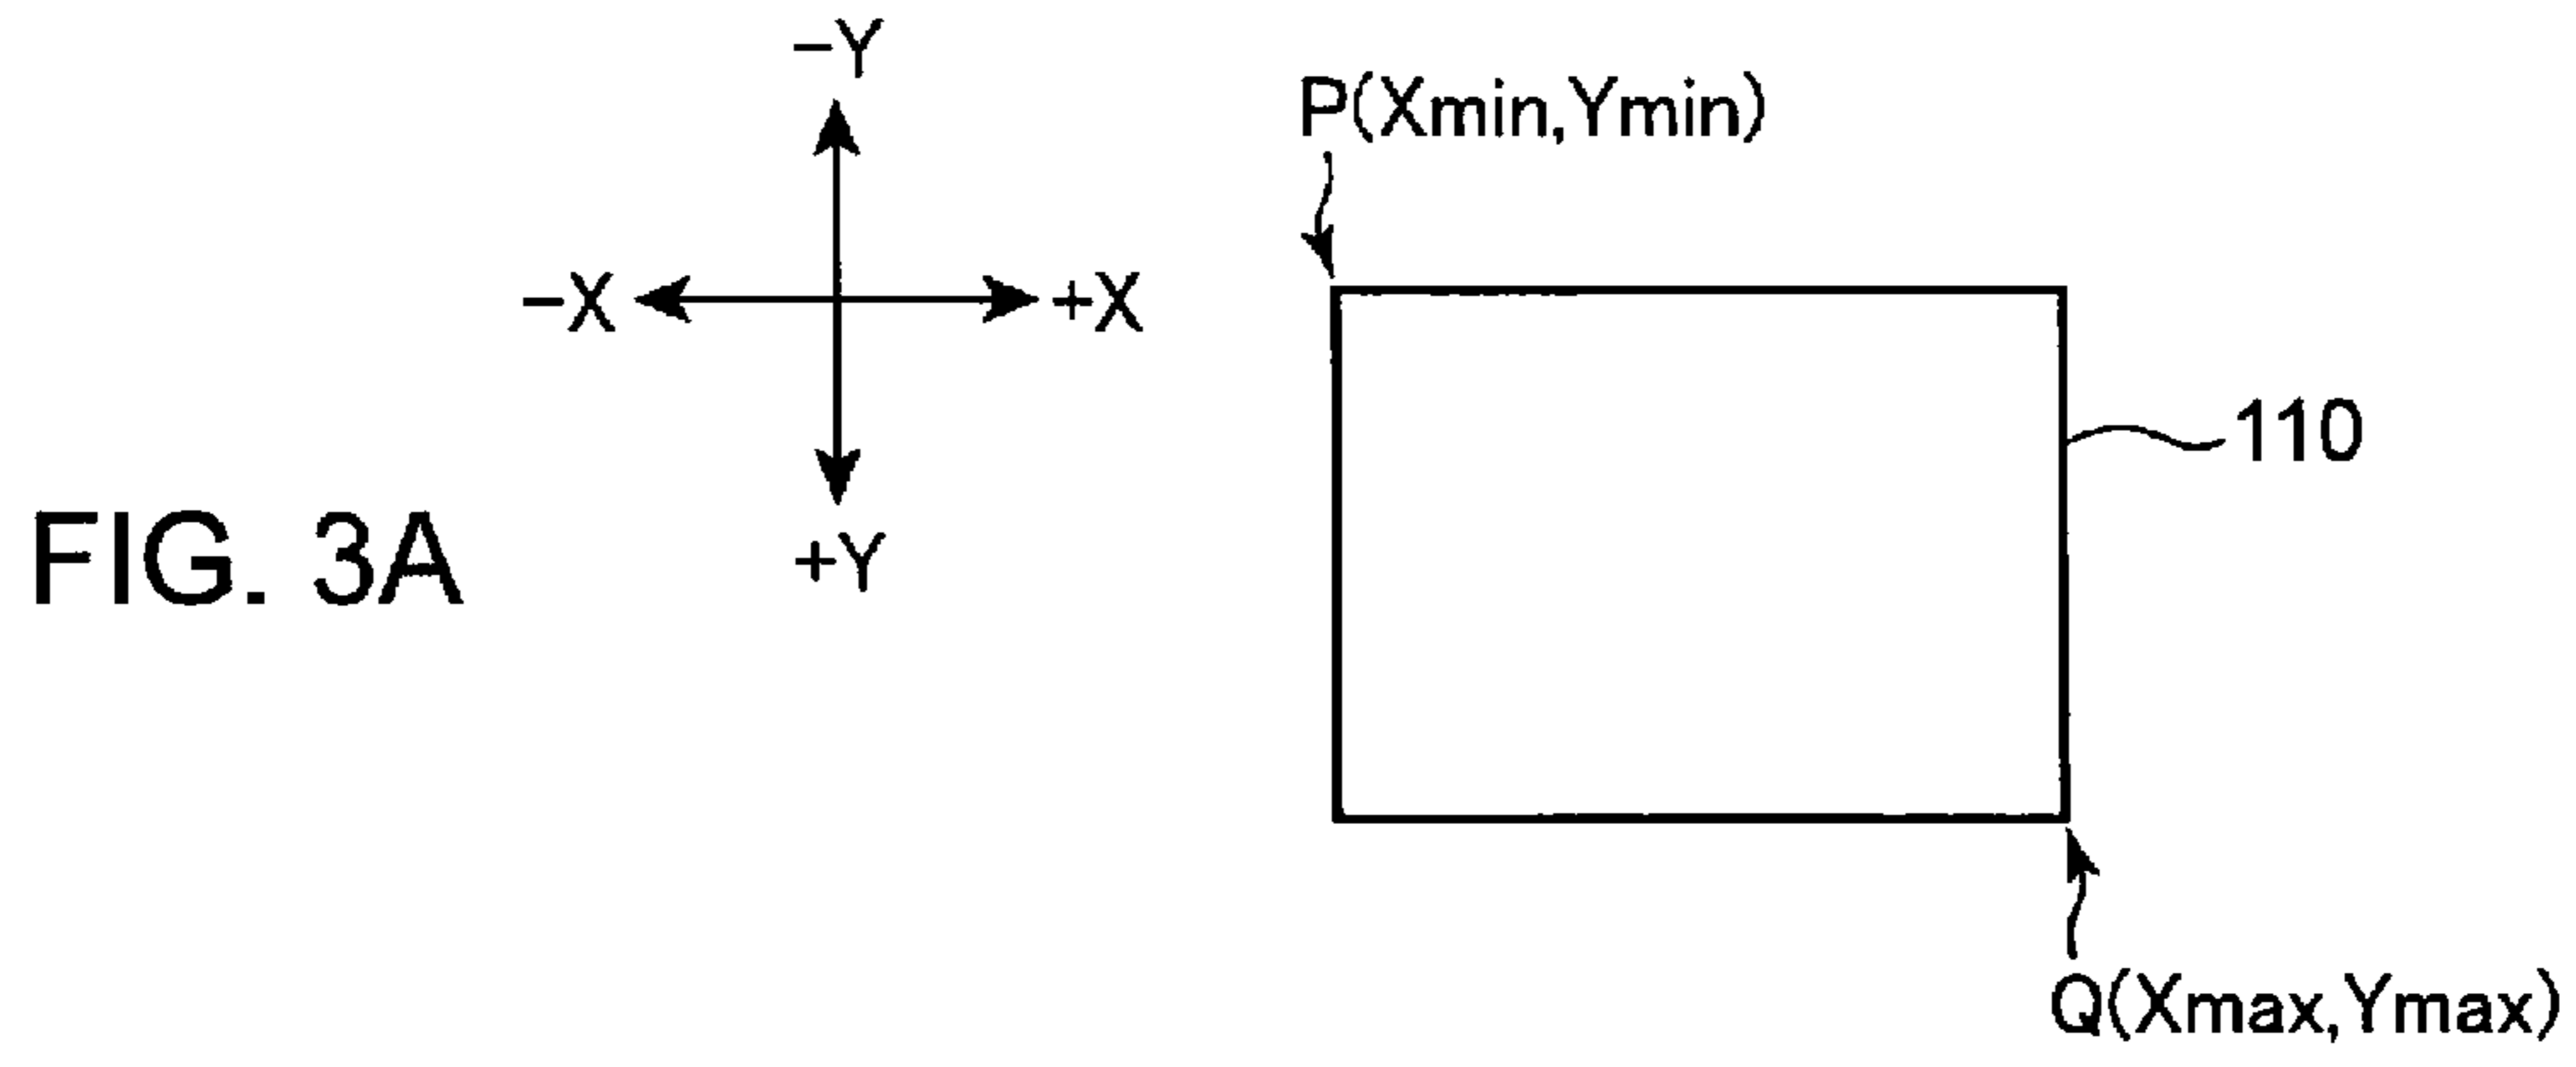 −Y
P(Xmin,Ymin)
−X
+X
110
FIG. 3A
+Y
Q(Xmax,Ymax)